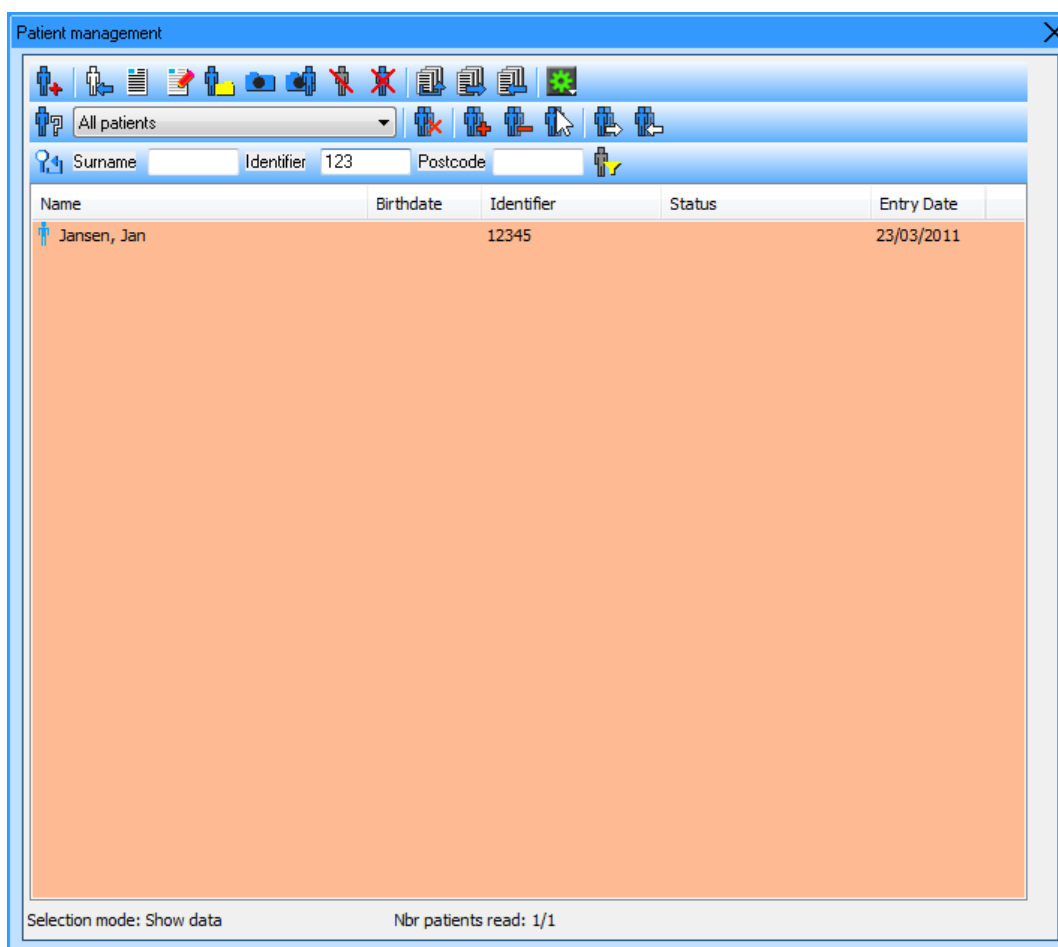 Patient management
All patients
Surname Identifier 123 Postcode
Name Birthdate Identifier Status Entry Date
Jansen, Jan 12345 23/03/2011
Selection mode: Show data Nbr patients read: 1/1